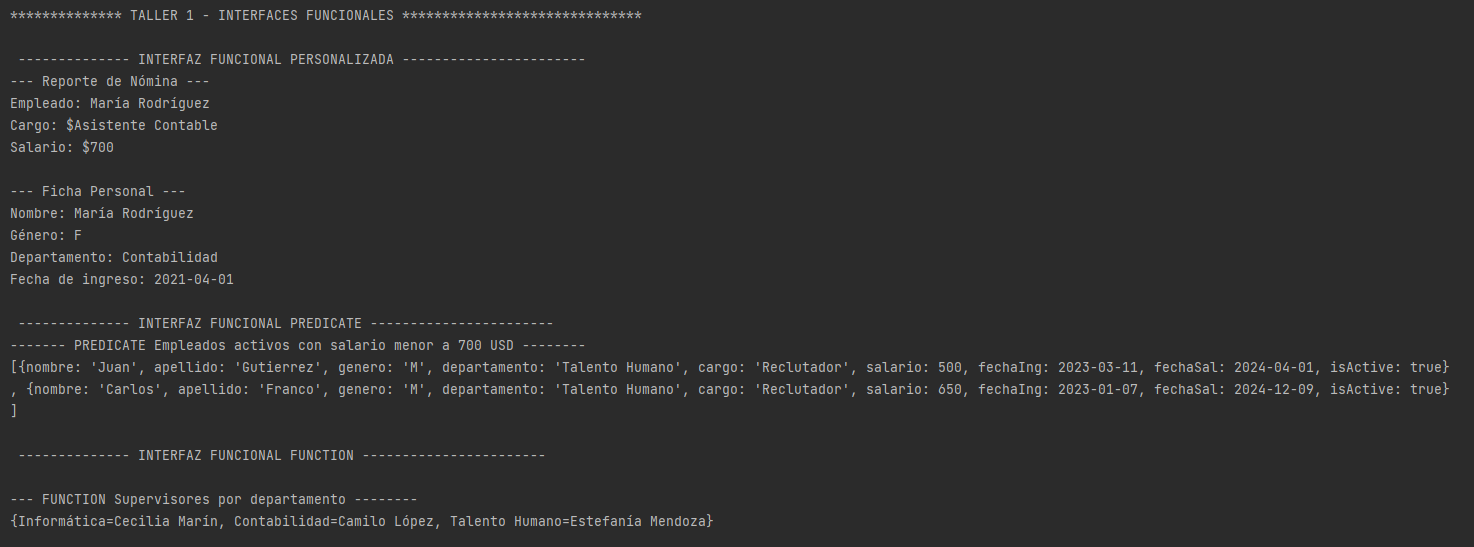 ************** TALLER 1 - INTERFACES FUNCIONALES ******************************
-------------- INTERFAZ FUNCIONAL PERSONALIZADA -----------------------
--- Reporte de Nómina ---
Empleado: María Rodríguez
Cargo: $Asistente Contable
Salario: $700
--- Ficha Personal ---
Nombre: María Rodríguez
Género: F
Departamento: Contabilidad
Fecha de ingreso: 2021-04-01
-------------- INTERFAZ FUNCIONAL PREDICATE -----------------------
------- PREDICATE Empleados activos con salario menor a 700 USD --------
[{nombre: 'Juan', apellido: 'Gutierrez', genero: 'M', departamento: 'Talento Humano', cargo: 'Reclutador', salario: 500, fechaIng: 2023-03-11, fechaSal: 2024-04-01, isActive: true}
, {nombre: 'Carlos', apellido: 'Franco', genero: 'M', departamento: 'Talento Humano', cargo: 'Reclutador', salario: 650, fechaIng: 2023-01-07, fechaSal: 2024-12-09, isActive: true}
]
-------------- INTERFAZ FUNCIONAL FUNCTION -----------------------
--- FUNCTION Supervisores por departamento --------
{Informática=Cecilia Marín, Contabilidad=Camilo López, Talento Humano=Estefanía Mendoza}